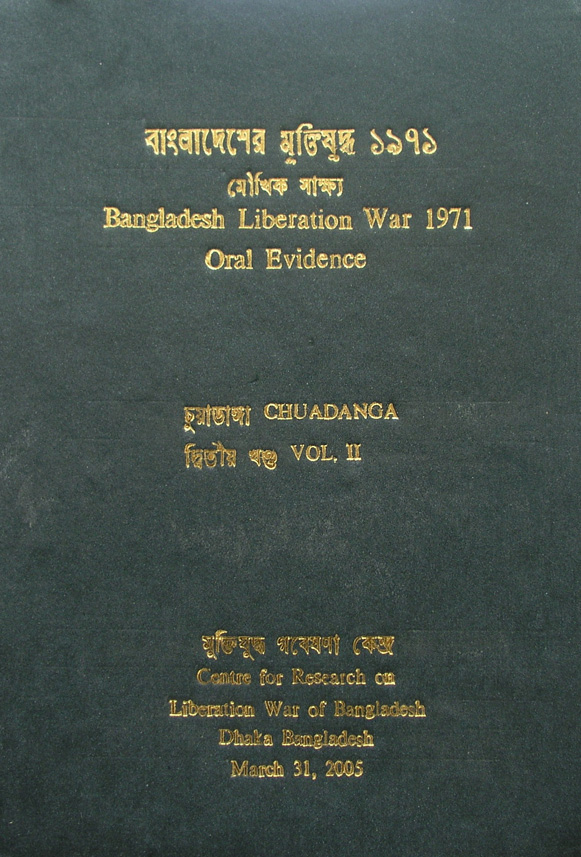 বাংলাদেশের মুক্তিযুদ্ধ ১৯৭১
মৌখিক সাক্ষ্য
Bangladesh Liberation War 1971
Oral Evidence
চুয়াডাঙ্গা CHUADANGA
দ্বিতীয় খণ্ড VOL. II
মুক্তিযুদ্ধ গবেষণা কেন্দ্র
Centre for Research on
Liberation War of Bangladesh
Dhaka Bangladesh
March 31, 2005